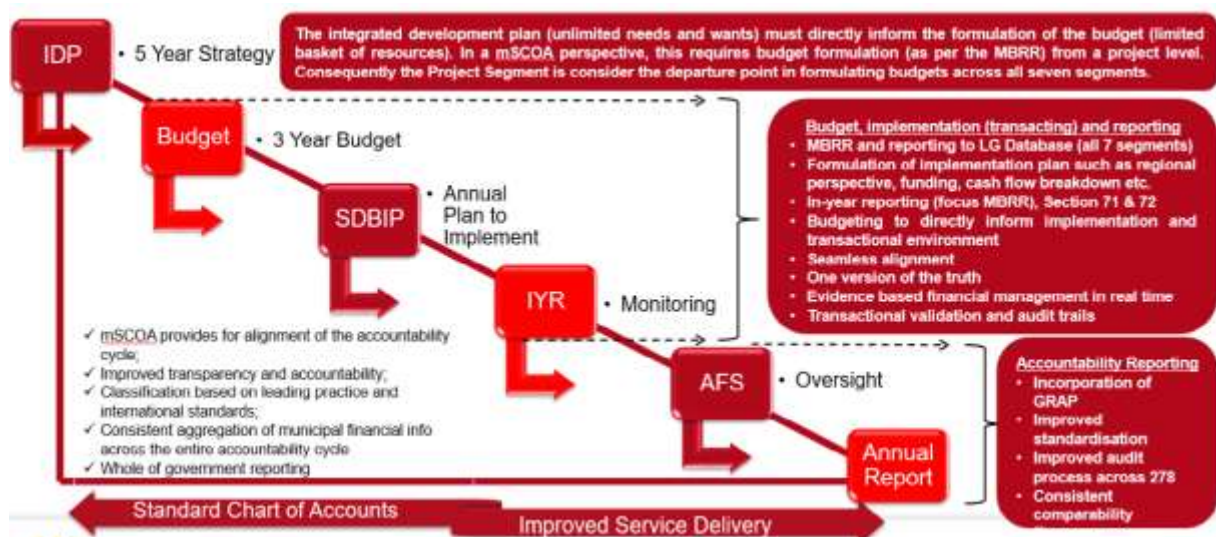 IDP
• 5 Year Strategy
The integrated development plan (unlimited needs and wants) must directly inform the formulation of the budget (limited
basket of resources). In a mSCOA perspective, this requires budget formulation (as per the MBRR) from a project level.
Consequently the Project Segment is consider the departure point in formulating budgets across all seven segments.
Budget
• 3 Year Budget
SDBIP
• Annual
Plan to
Implement
IYR
• Monitoring
AFS
• Oversight
Annual
Report
Budget, implementation (transacting) and reporting
• MBRR and reporting to LG Database (all 7 segments)
• Formulation of implementation plan such as regional
perspective, funding, cash flow breakdown etc.
• In-year reporting (focus MBRR), Section 71 & 72
• Budgeting to directly inform implementation and
transactional environment
• Seamless alignment
• One version of the truth
• Evidence based financial management in real time
• Transactional validation and audit trails
✓ mSCOA provides for alignment of the accountability
cycle;
✓ Improved transparency and accountability;
✓ Classification based on leading practice and
international standards;
✓ Consistent aggregation of municipal financial info
across the entire accountability cycle
✓ Whole of government reporting
Accountability Reporting
• Incorporation of
GRAP
• Improved
standardisation
• Improved audit
process across 278
• Consistent
comparability
Standard Chart of Accounts
Improved Service Delivery